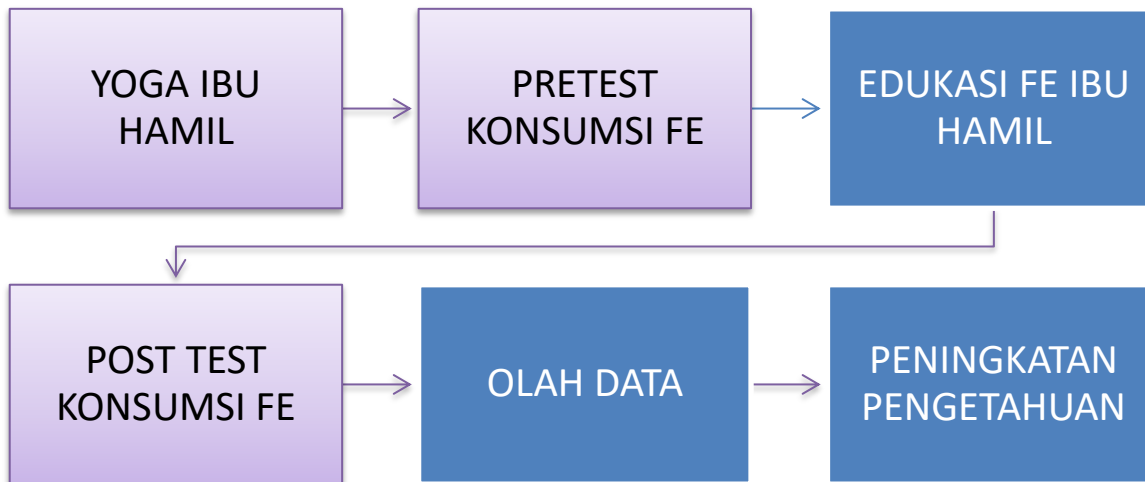 YOGA IBU
HAMIL
PRETEST
KONSUMSI FE
EDUKASI FE IBU
HAMIL
POST TEST
KONSUMSI FE
OLAH DATA
PENINGKATAN
PENGETAHUAN